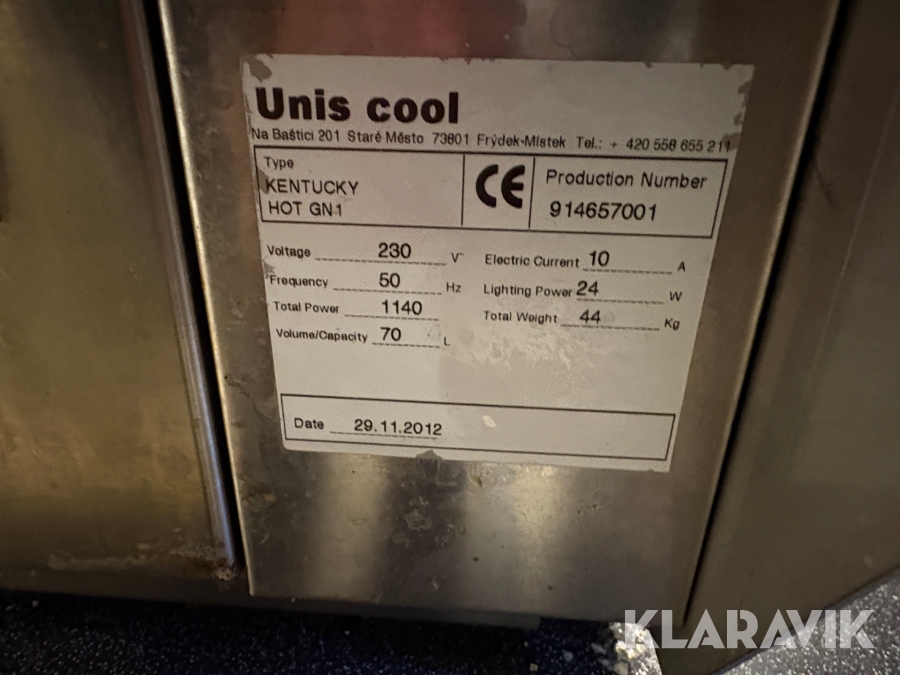 Unis cool
Na Baštici 201 Staré Město 73801 Frýdek-Místek Tel.: + 420 558 655 211
Type
KENTUCKY
HOT GN1
CE
Production Number
914657001
Voltage 230 V~
Electric Current 10 A
Frequency 50 Hz
Lighting Power 24 W
Total Power 1140
Total Weight 44 Kg
Volume/Capacity 70 L
Date 29.11.2012
KLARAVIK